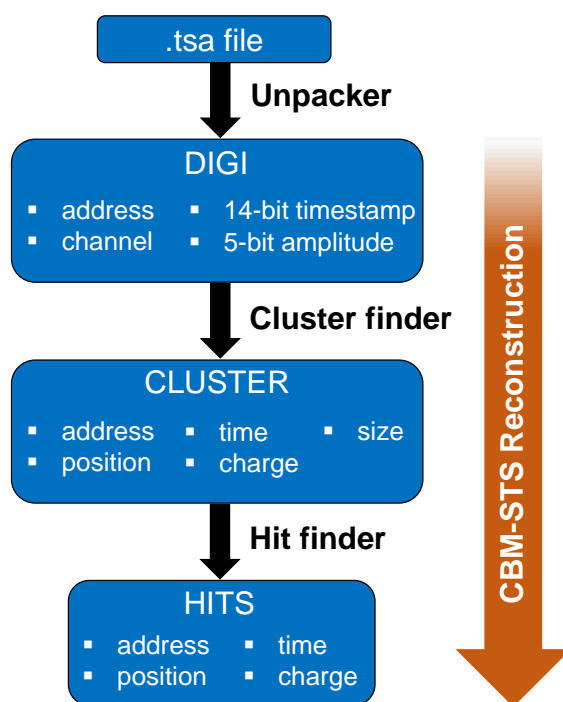 .tsa file
Unpacker
DIGI
▪ address ▪ 14-bit timestamp
▪ channel ▪ 5-bit amplitude
Cluster finder
CLUSTER
▪ address ▪ time ▪ size
▪ position ▪ charge
Hit finder
HITS
▪ address ▪ time
▪ position ▪ charge
CBM-STS Reconstruction